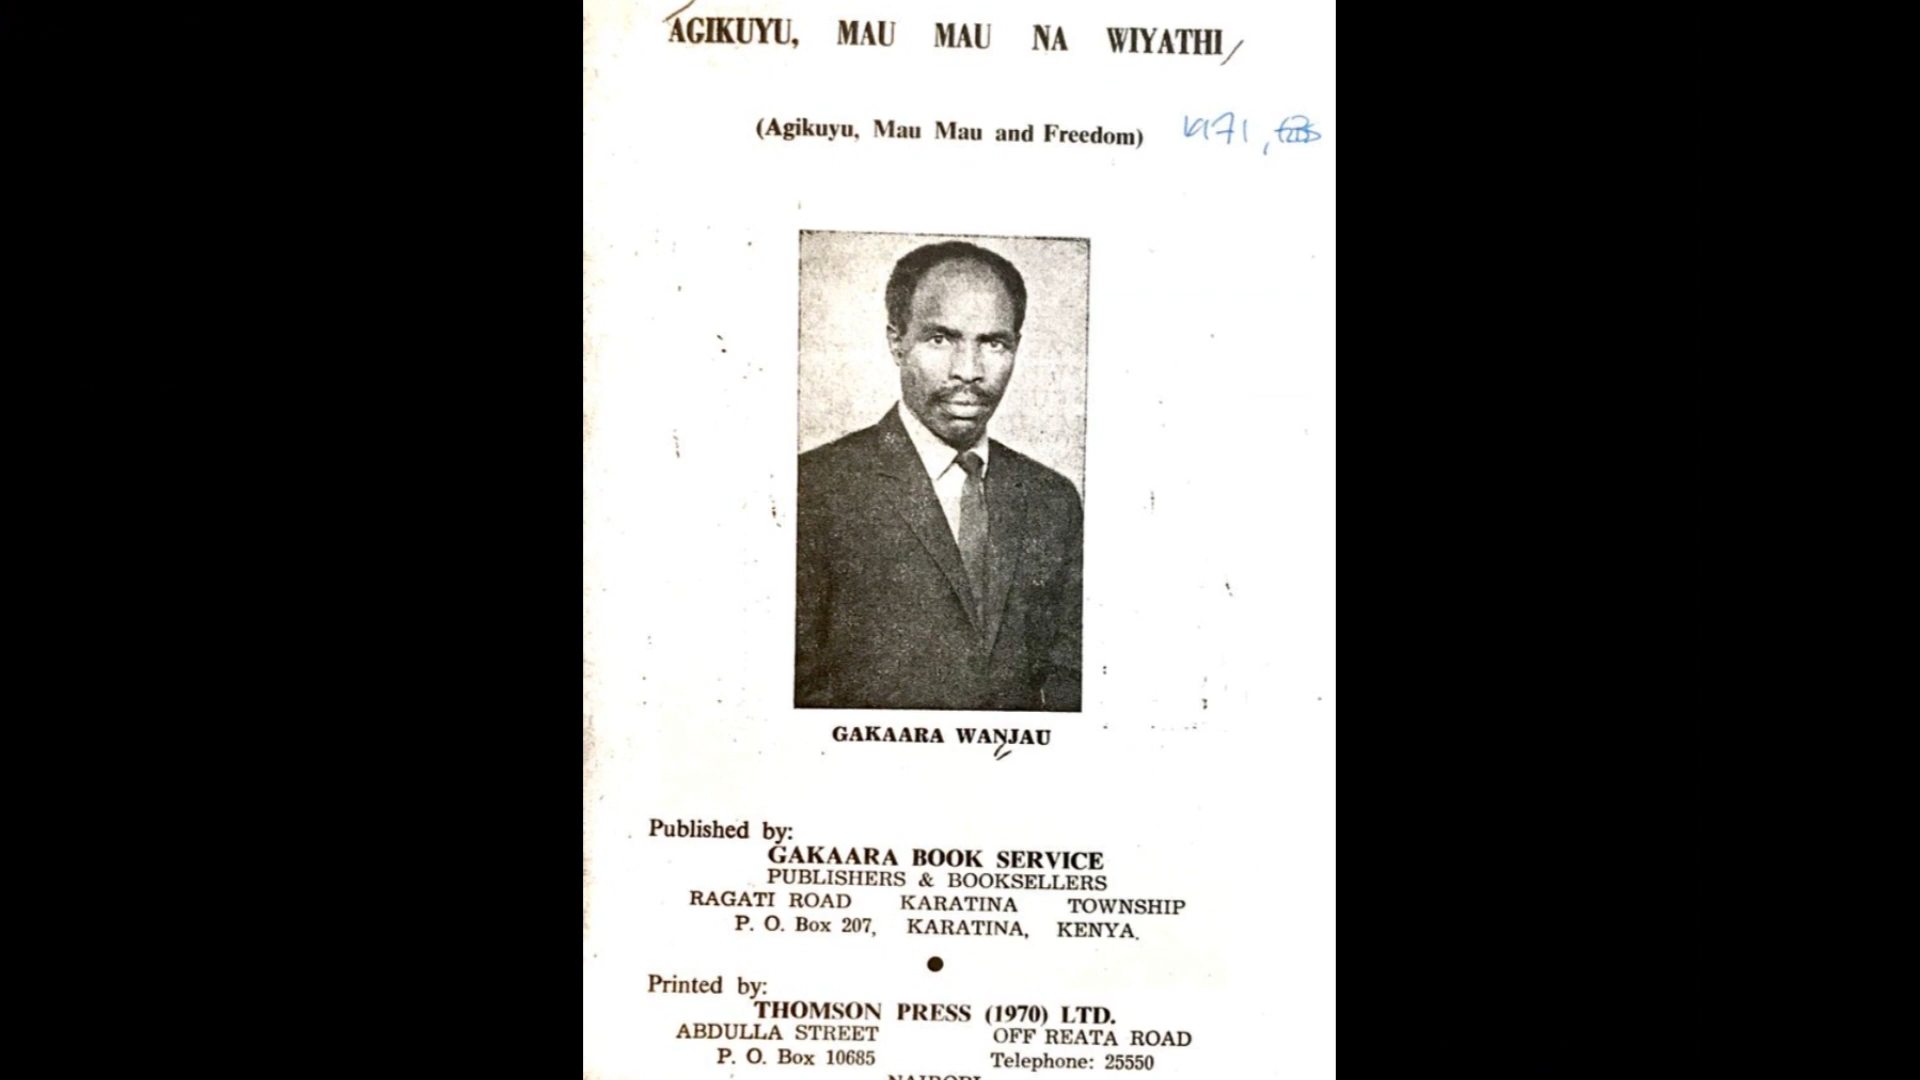 AGIKUYU, MAU MAU NA WIYATHI
(Agikuyu, Mau Mau and Freedom) 1971,
GAKAARA WANJAU
Published by:
GAKAARA BOOK SERVICE
PUBLISHERS & BOOKSELLERS
RAGATI ROAD KARATINA TOWNSHIP
P. O. Box 207, KARATINA, KENYA.
Printed by:
THOMSON PRESS (1970) LTD.
ABDULLA STREET OFF REATA ROAD
P. O. Box 10685 Telephone: 25550